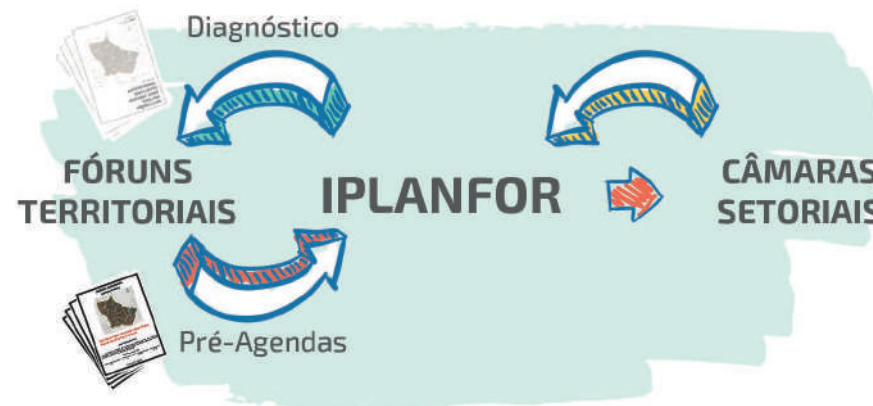 Diagnóstico
FÓRUNS
TERRITORIAIS
IPLANFOR
CÂMARAS
SETORIAIS
Pré-Agendas